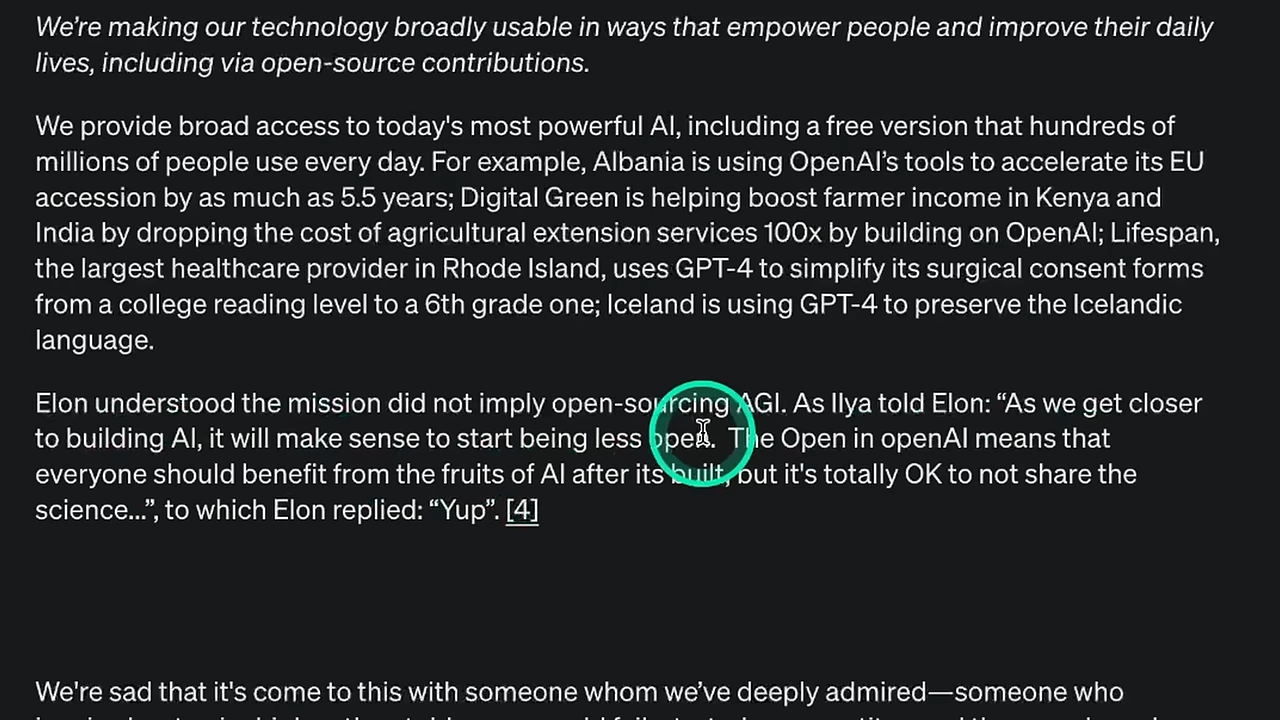 We’re making our technology broadly usable in ways that empower people and improve their daily
lives, including via open-source contributions.
We provide broad access to today's most powerful AI, including a free version that hundreds of
millions of people use every day. For example, Albania is using OpenAI’s tools to accelerate its EU
accession by as much as 5.5 years; Digital Green is helping boost farmer income in Kenya and
India by dropping the cost of agricultural extension services 100x by building on OpenAI; Lifespan,
the largest healthcare provider in Rhode Island, uses GPT-4 to simplify its surgical consent forms
from a college reading level to a 6th grade one; Iceland is using GPT-4 to preserve the Icelandic
language.
Elon understood the mission did not imply open-sourcing AGI. As Ilya told Elon: “As we get closer
to building AI, it will make sense to start being less open.  The Open in openAI means that
everyone should benefit from the fruits of AI after its built, but it's totally OK to not share the
science...”, to which Elon replied: “Yup”. [4]
We're sad that it's come to this with someone whom we’ve deeply admired—someone who